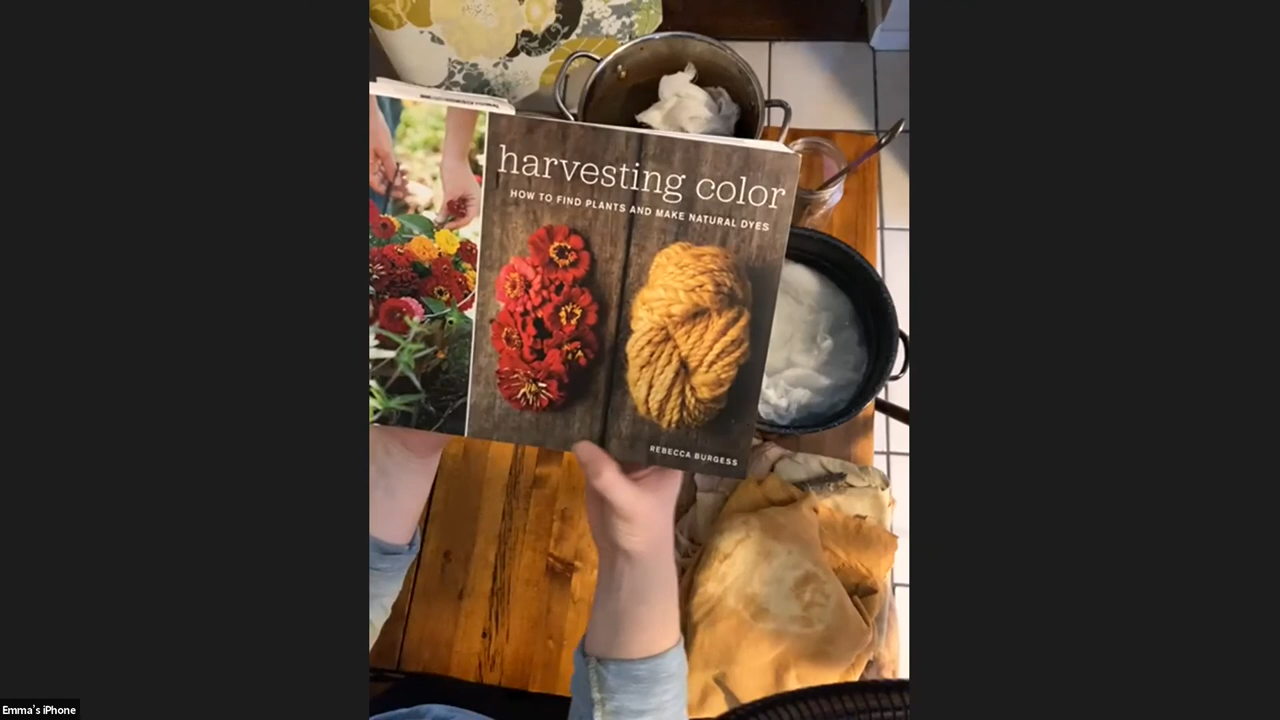 harvesting color
HOW TO FIND PLANTS AND MAKE NATURAL DYES
REBECCA BURGESS
Emma's iPhone